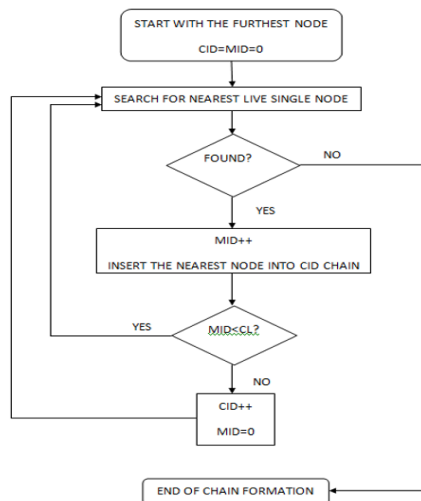 START WITH THE FURTHEST NODE
CID=MID=0
SEARCH FOR NEAREST LIVE SINGLE NODE
FOUND?
NO
YES
MID++
INSERT THE NEAREST NODE INTO CID CHAIN
YES
MID<CL?
NO
CID++
MID=0
END OF CHAIN FORMATION